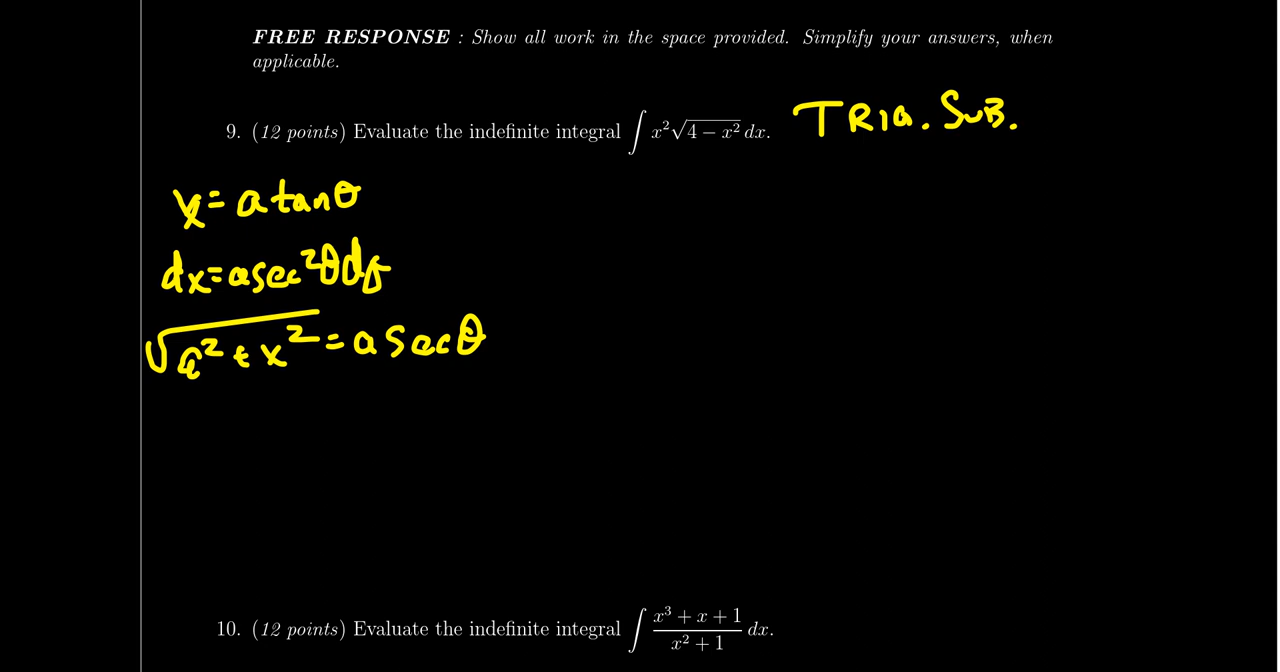 FREE RESPONSE : Show all work in the space provided. Simplify your answers, when
applicable.
9. (12 points) Evaluate the indefinite integral ∫ x²√(4 − x²) dx. TRIG. SUB.
x = a tanθ
dx = a sec²θ dθ
√(a² + x²) = a secθ
10. (12 points) Evaluate the indefinite integral ∫ (x³ + x + 1)/(x² + 1) dx.